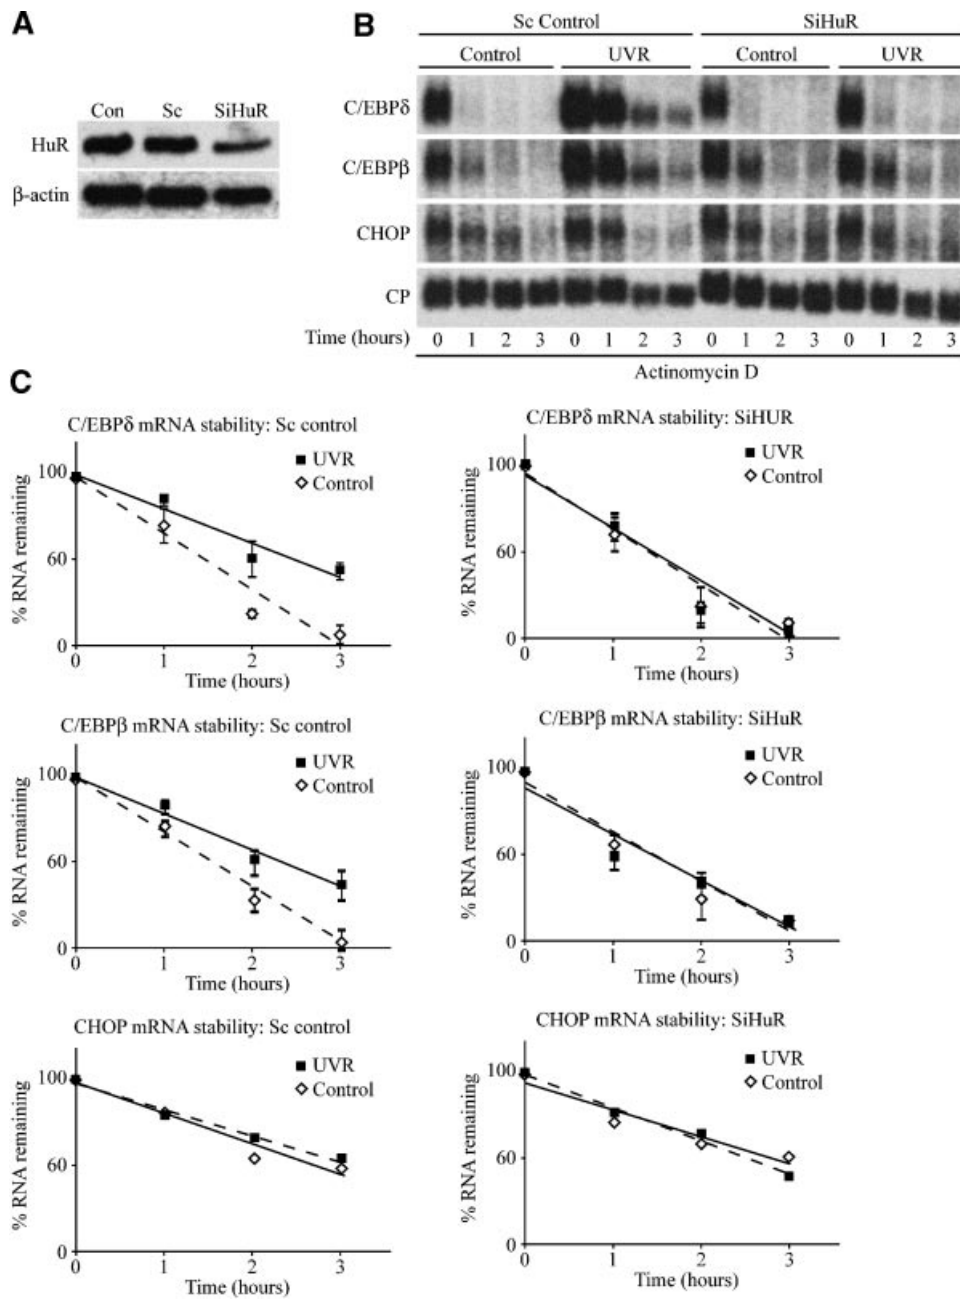 A
Con Sc SiHuR
HuR
β-actin
B
Sc Control SiHuR
Control UVR Control UVR
C/EBPδ
C/EBPβ
CHOP
CP
Time (hours) 0 1 2 3 0 1 2 3 0 1 2 3 0 1 2 3
Actinomycin D
C
C/EBPδ mRNA stability: Sc control
UVR
Control
% RNA remaining
100
60
0
0 1 2 3
Time (hours)
C/EBPδ mRNA stability: SiHUR
UVR
Control
% RNA remaining
100
60
0
0 1 2 3
Time (hours)
C/EBPβ mRNA stability: Sc control
UVR
Control
% RNA remaining
100
60
0
0 1 2 3
Time (hours)
C/EBPβ mRNA stability: SiHuR
UVR
Control
% RNA remaining
100
60
0
0 1 2 3
Time (hours)
CHOP mRNA stability: Sc control
UVR
Control
% RNA remaining
100
60
0
0 1 2 3
Time (hours)
CHOP mRNA stability: SiHuR
UVR
Control
% RNA remaining
100
60
0
0 1 2 3
Time (hours)